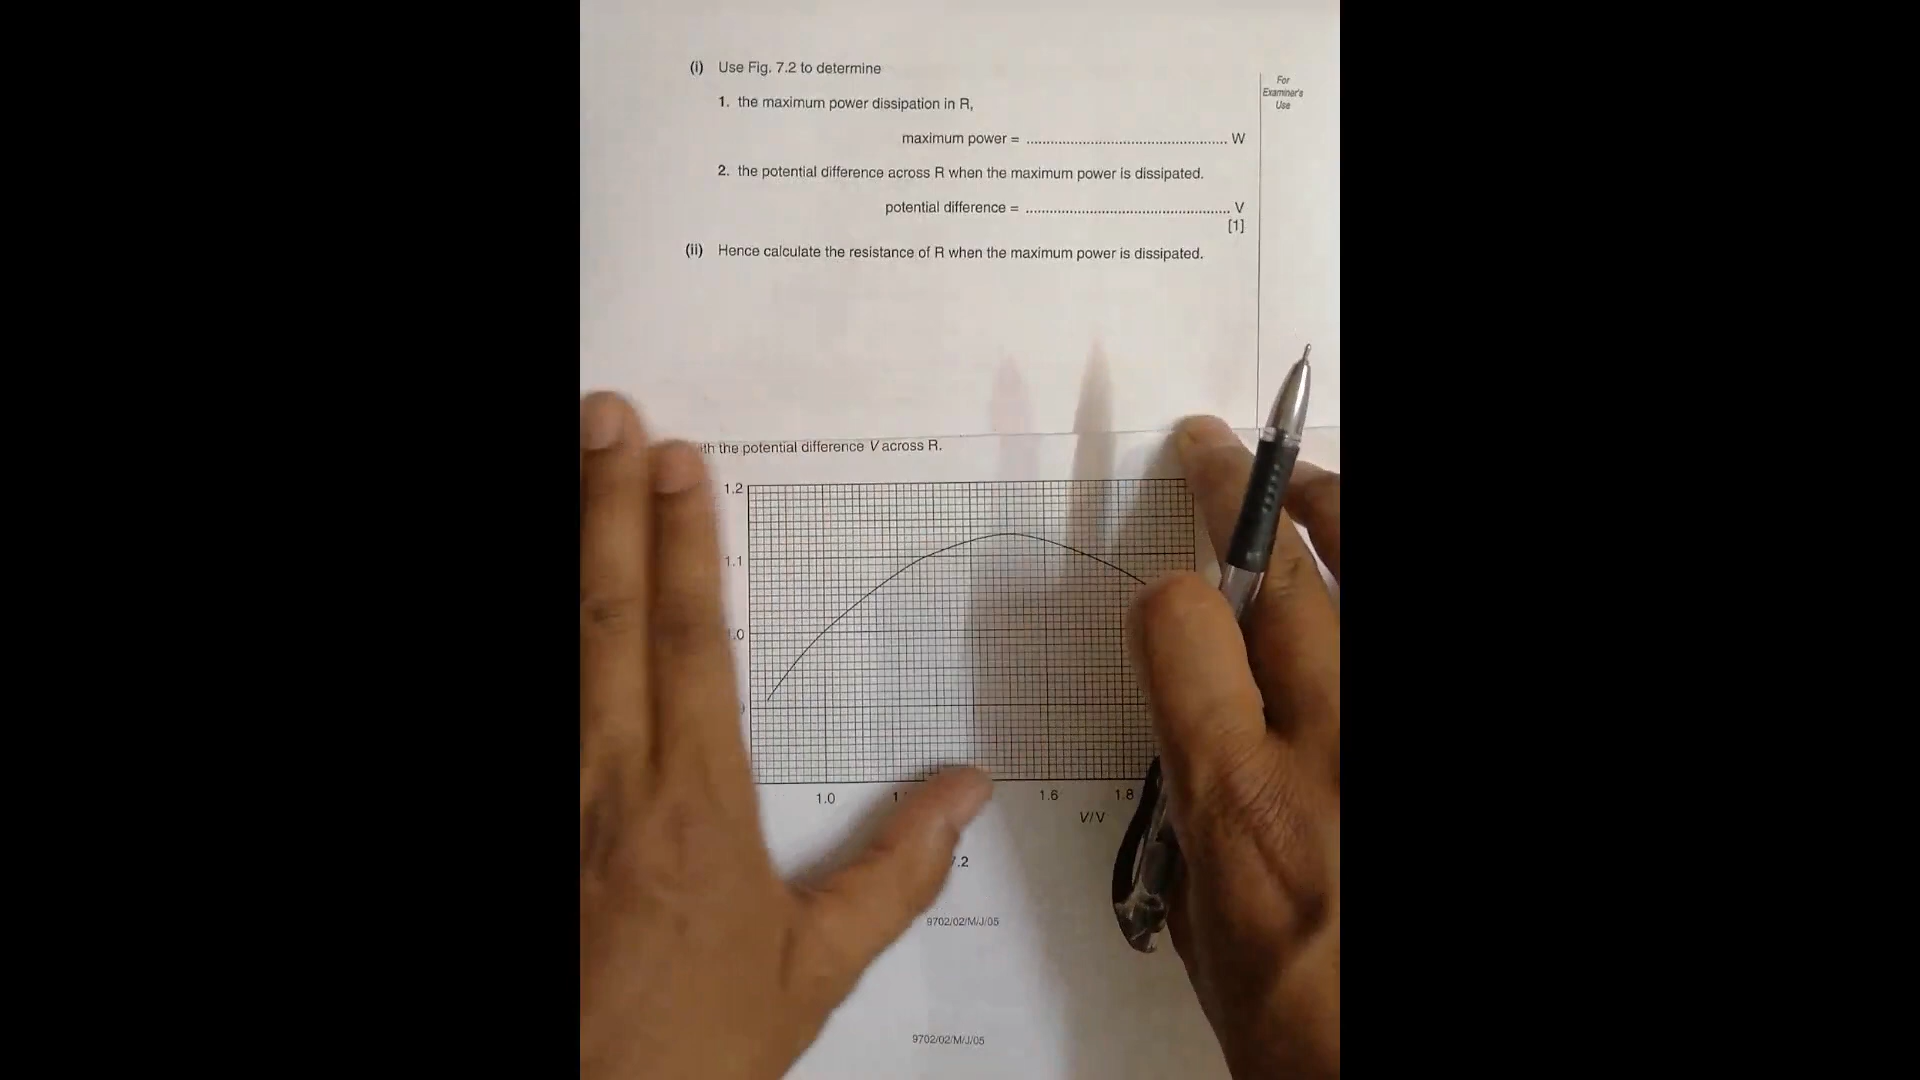 (i) Use Fig. 7.2 to determine
For
Examiner's
Use
1. the maximum power dissipation in R,
maximum power = .................................................. W
2. the potential difference across R when the maximum power is dissipated.
potential difference = .................................................. V
[1]
(ii) Hence calculate the resistance of R when the maximum power is dissipated.
the potential difference V across R.
1.2
1.1
.0
1.0 1.6 1.8
V/V
7.2
9702/02/M/J/05
9702/02/M/J/05